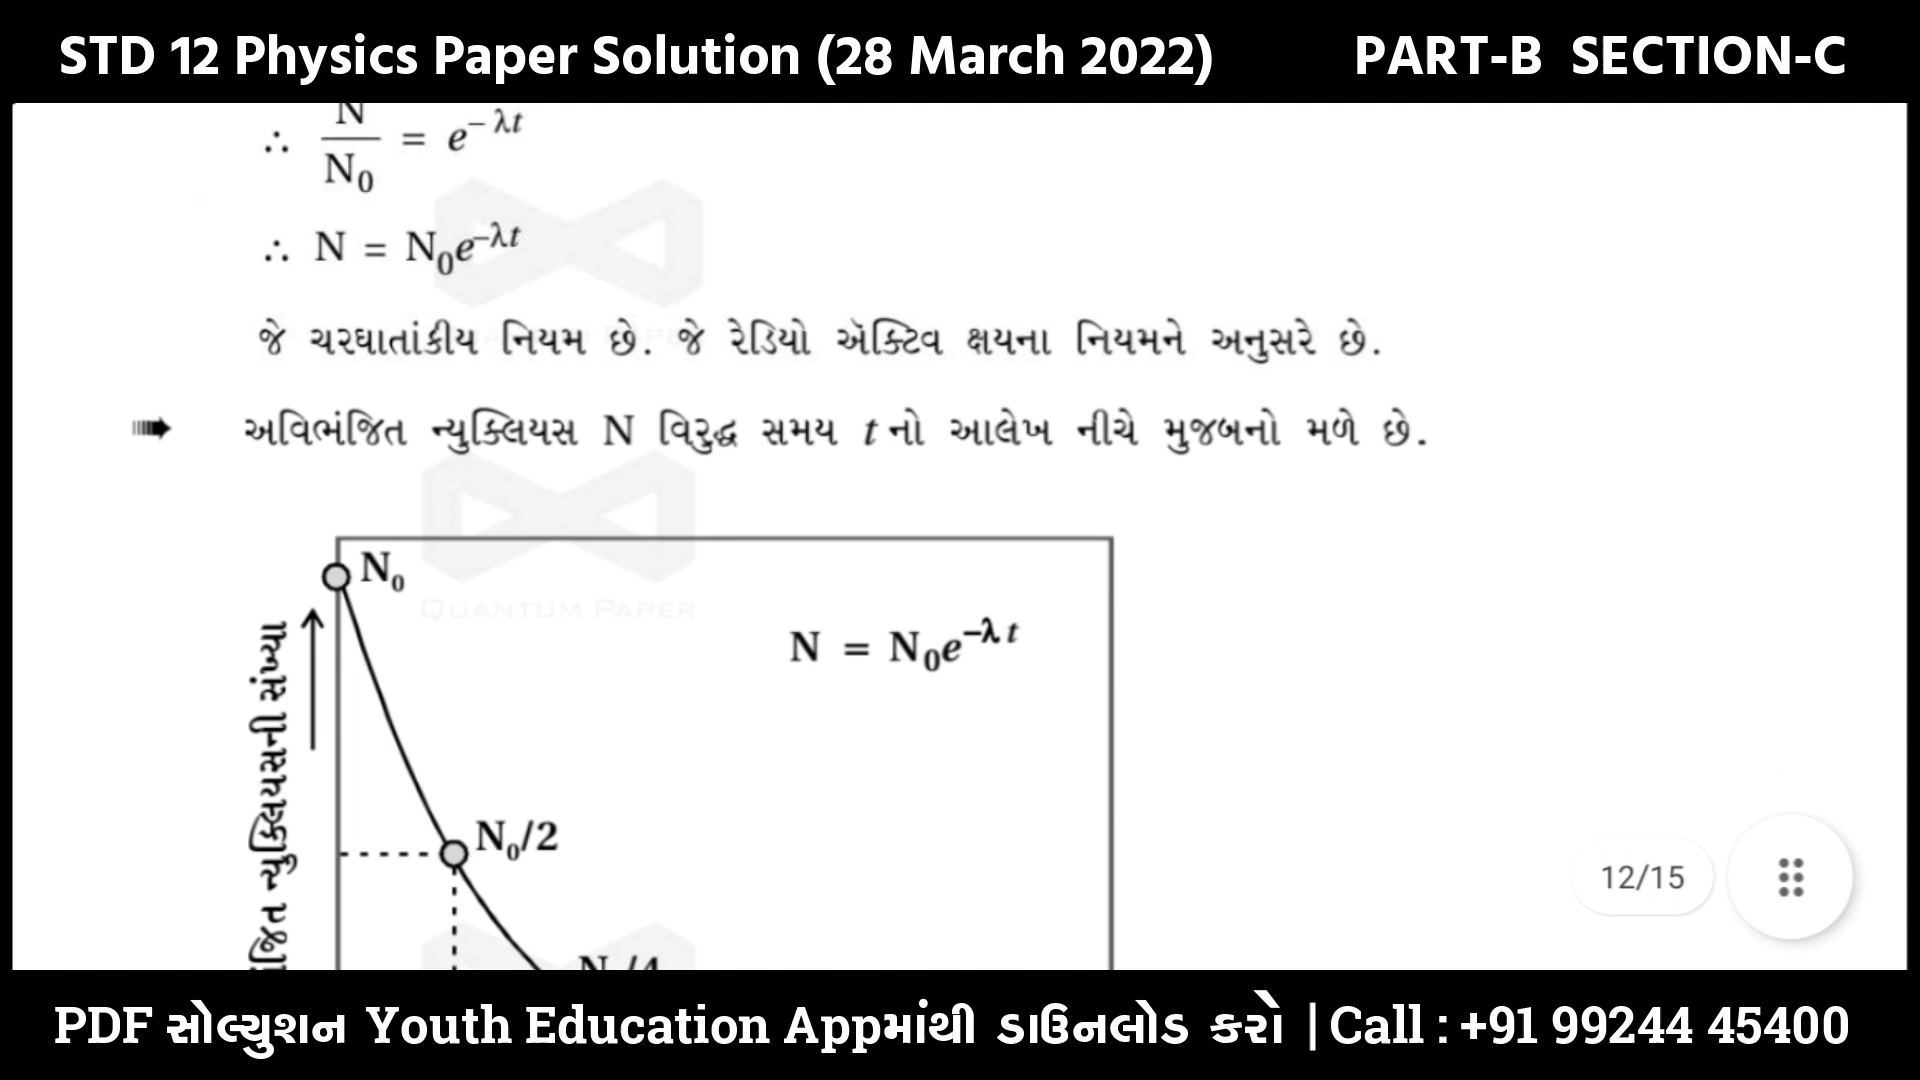 STD 12 Physics Paper Solution (28 March 2022) PART-B SECTION-C
∴ N/N₀ = e^(−λt)
∴ N = N₀e^(−λt)
જે ચરઘાતાંકીય નિયમ છે. જે રેડિયો ઍક્ટિવ ક્ષયના નિયમને અનુસરે છે.
➠ અવિભંજિત ન્યુક્લિયસ N વિરુદ્ધ સમય t નો આલેખ નીચે મુજબનો મળે છે.
N₀
QUANTUM PAPER
N = N₀e^(−λt)
ન્યુક્લિયસની સંખ્યા
N₀/2
12/15
PDF સોલ્યુશન Youth Education Appમાંથી ડાઉનલોડ કરો | Call : +91 99244 45400